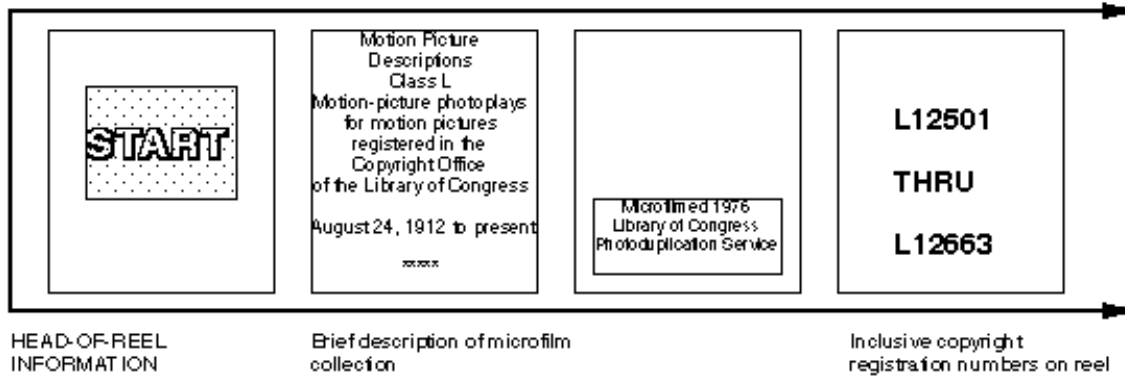 START
Motion Picture
Descriptions
Class L
Motion-picture photoplays
for motion pictures
registered in the
Copyright Office
of the Library of Congress
August 24, 1912 to present
*****
Microfilmed 1976
Library of Congress
Photoduplication Service
L12501
THRU
L12663
HEAD-OF-REEL
INFORMATION
Brief description of microfilm
collection
Inclusive copyright
registration numbers on reel